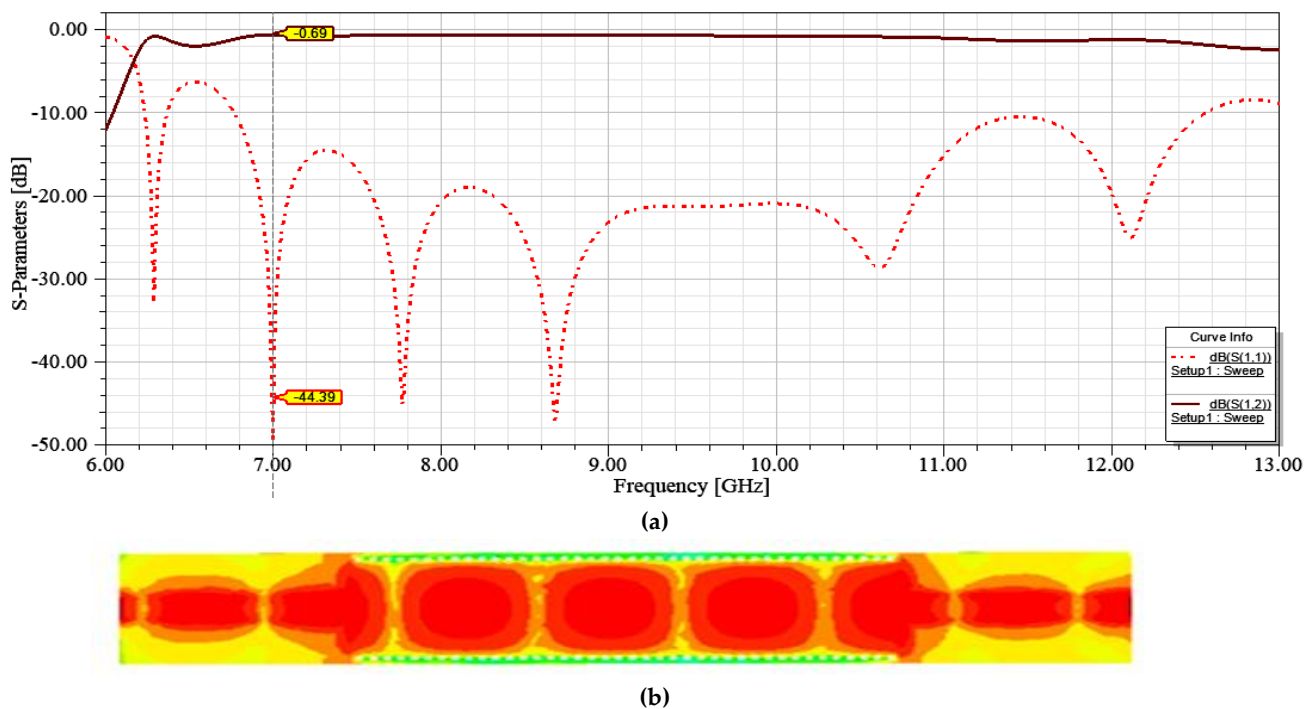 0.00
-10.00
-20.00
-30.00
-40.00
-50.00
S-Parameters [dB]
-0.69
-44.39
Curve Info
dB(S(1,1))
Setup1 : Sweep
dB(S(1,2))
Setup1 : Sweep
6.00 7.00 8.00 9.00 10.00 11.00 12.00 13.00
Frequency [GHz]
(a)
(b)